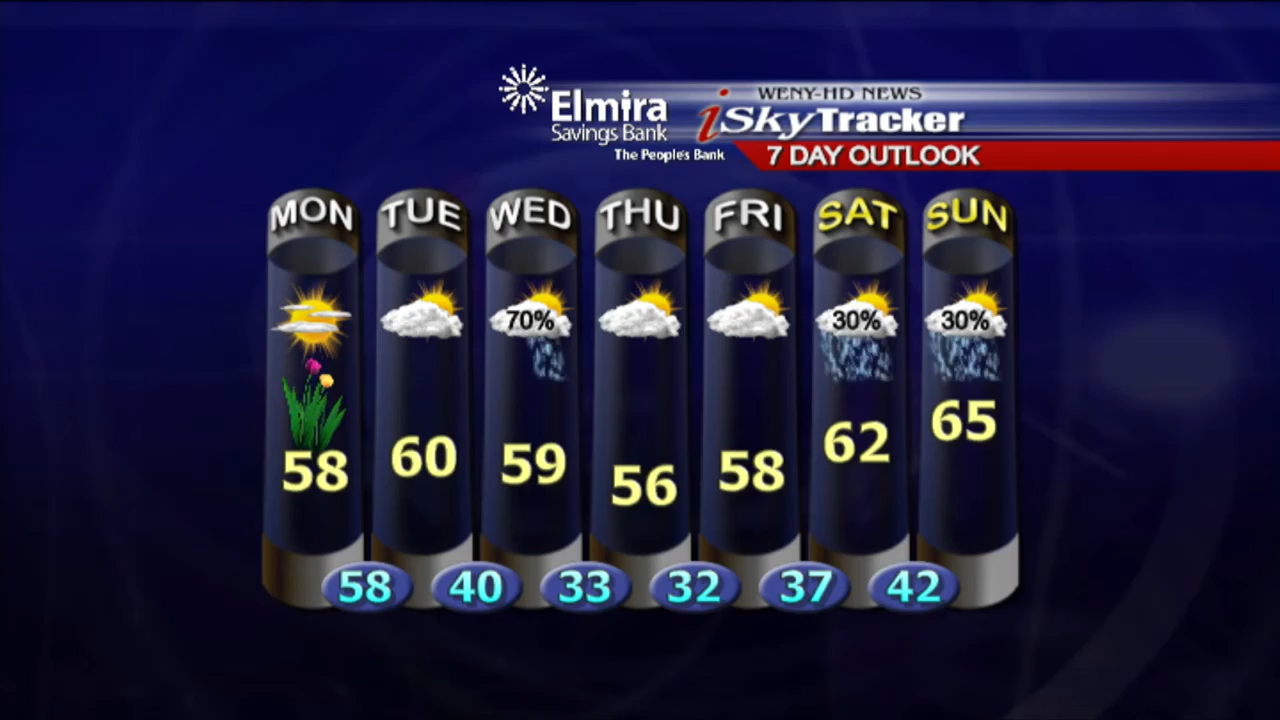 WENY-HD NEWS
Elmira
iSkyTracker
Savings Bank
The People's Bank
7 DAY OUTLOOK
MON TUE WED THU FRI SAT SUN
70% 30% 30%
58 60 59 56 58 62 65
58 40 33 32 37 42